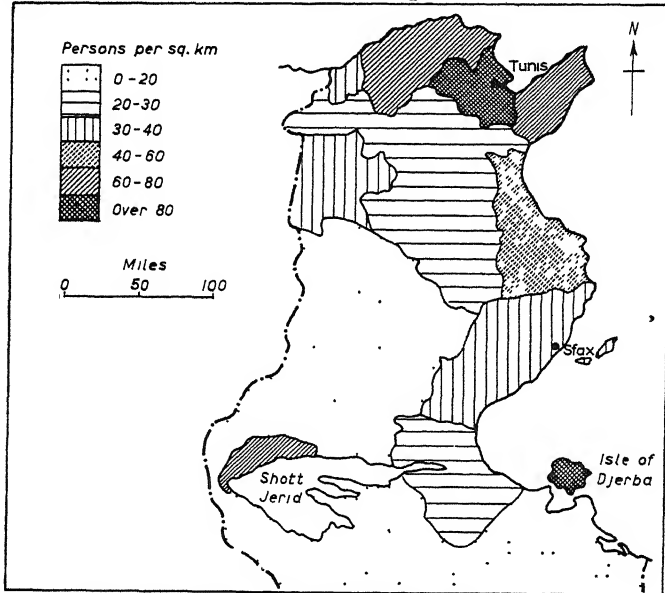 Persons per sq. km
0-20
20-30
30-40
40-60
60-80
Over 80
Miles
0 50 100
N
Tunis
Sfax
Isle of
Djerba
Shott
Jerid